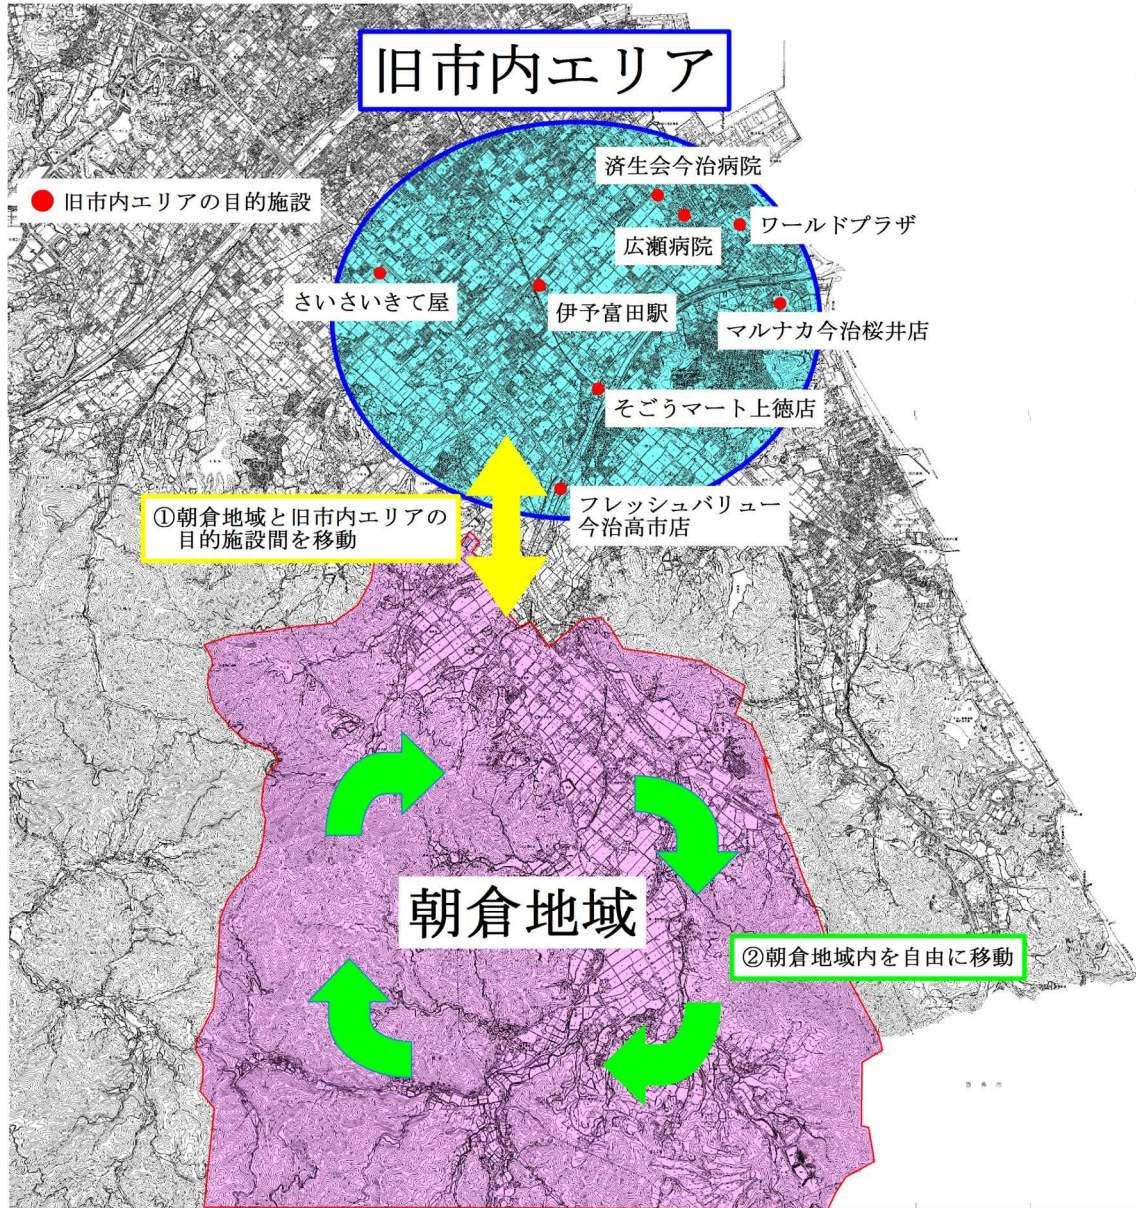 旧市内エリア
旧市内エリアの目的施設
済生会今治病院
ワールドプラザ
広瀬病院
さいさいきて屋
伊予富田駅
マルナカ今治桜井店
そごうマート上徳店
フレッシュバリュー
今治高市店
①朝倉地域と旧市内エリアの
目的施設間を移動
朝倉地域
②朝倉地域内を自由に移動